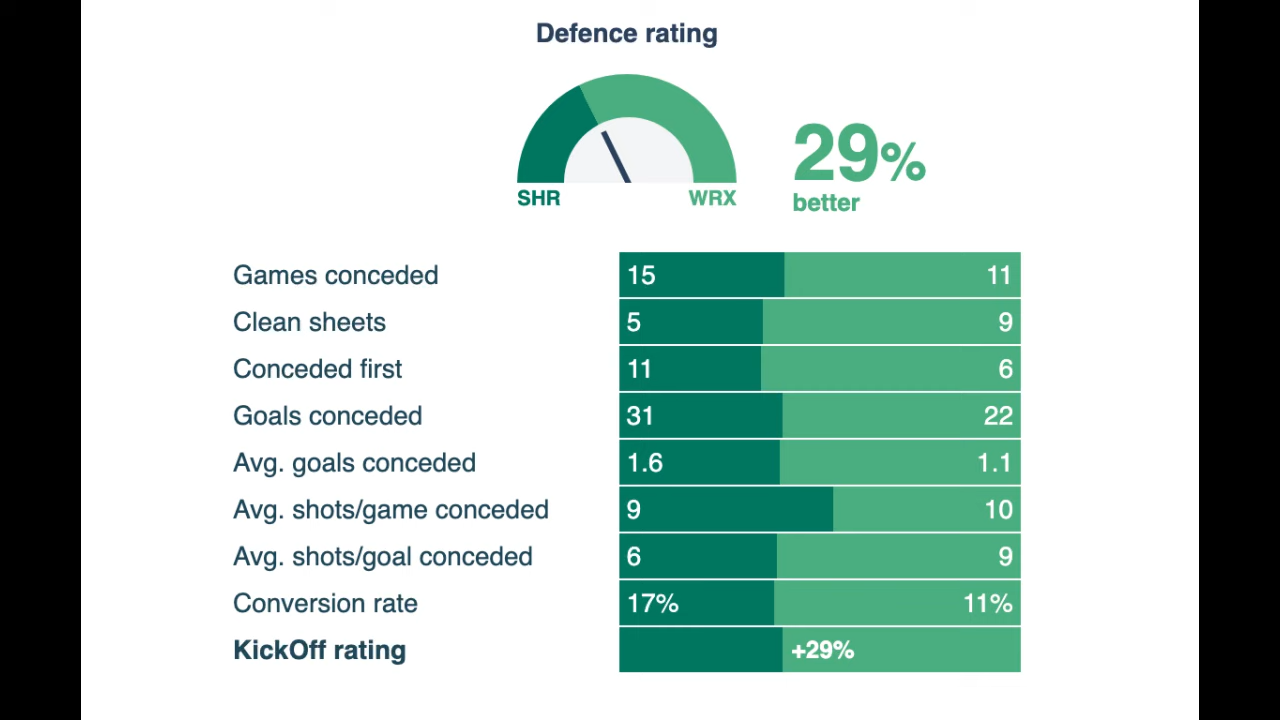 Defence rating
29%
better
SHR WRX
Games conceded 15 11
Clean sheets 5 9
Conceded first 11 6
Goals conceded 31 22
Avg. goals conceded 1.6 1.1
Avg. shots/game conceded 9 10
Avg. shots/goal conceded 6 9
Conversion rate 17% 11%
KickOff rating +29%